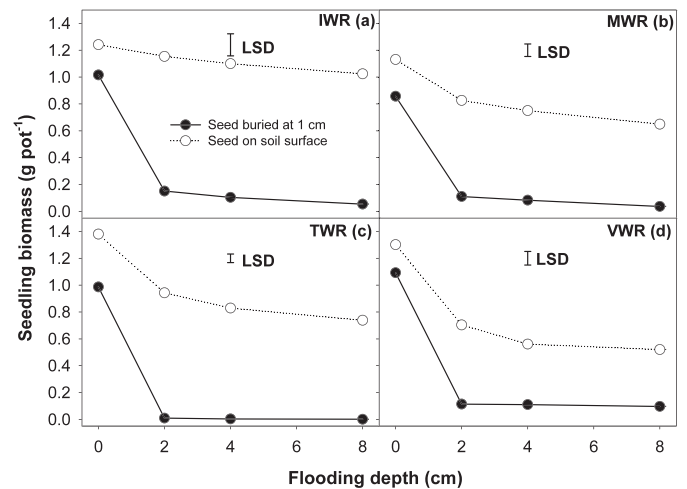 IWR (a)
MWR (b)
1.4
LSD
LSD
1.2
1.0
0.8
Seed buried at 1 cm
0.6
Seed on soil surface
0.4
0.2
0.0
TWR (c)
VWR (d)
1.4
LSD
LSD
1.2
1.0
0.8
0.6
0.4
0.2
0.0
Seedling biomass (g pot-1)
0 2 4 6 8 0 2 4 6 8
Flooding depth (cm)